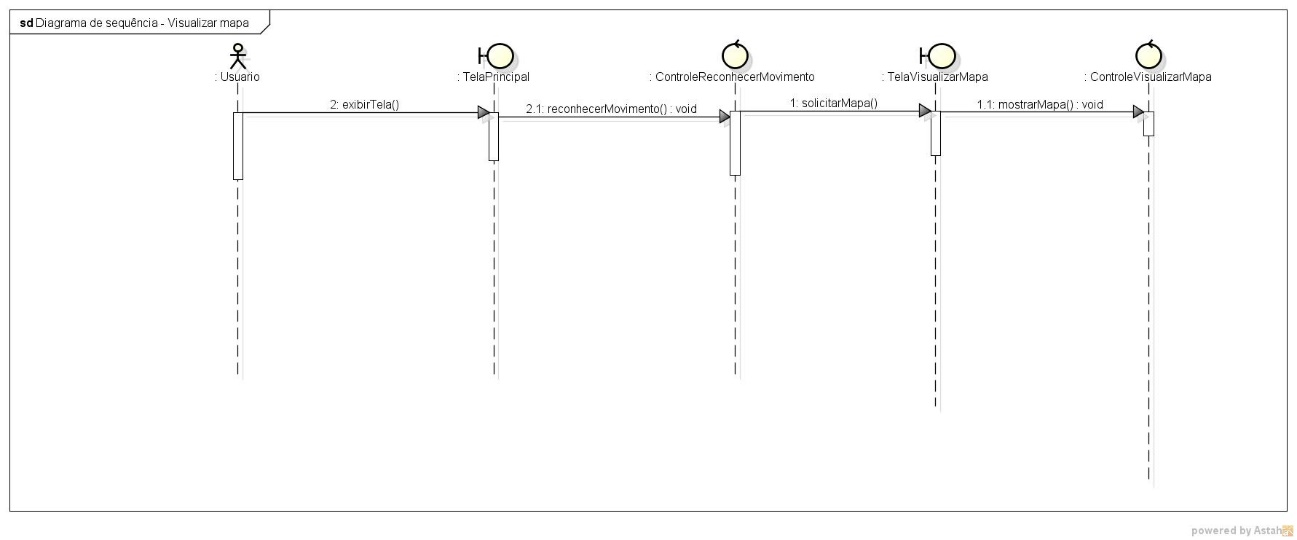 sd Diagrama de sequência - Visualizar mapa
: Usuario
: TelaPrincipal
: ControleReconhecerMovimento
: TelaVisualizarMapa
: ControleVisualizarMapa
2: exibirTela()
2.1: reconhecerMovimento() : void
1: solicitarMapa()
1.1: mostrarMapa() : void
powered by Astah